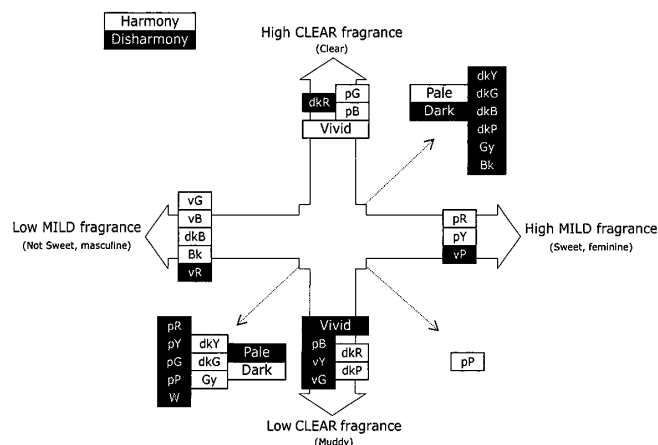 Harmony
Disharmony
High CLEAR fragrance
(Clear)
dkR
pG
pB
Vivid
Pale
Dark
dkY
dkG
dkB
dkP
Gy
Bk
Low MILD fragrance
(Not Sweet, masculine)
vG
vB
dkB
Bk
vR
pR
pY
vP
High MILD fragrance
(Sweet, feminine)
pR
pY
pG
pP
W
dkY
dkG
Gy
Pale
Dark
Vivid
pB
vY
vG
dkR
dkP
pP
Low CLEAR fragrance
(Muddy)